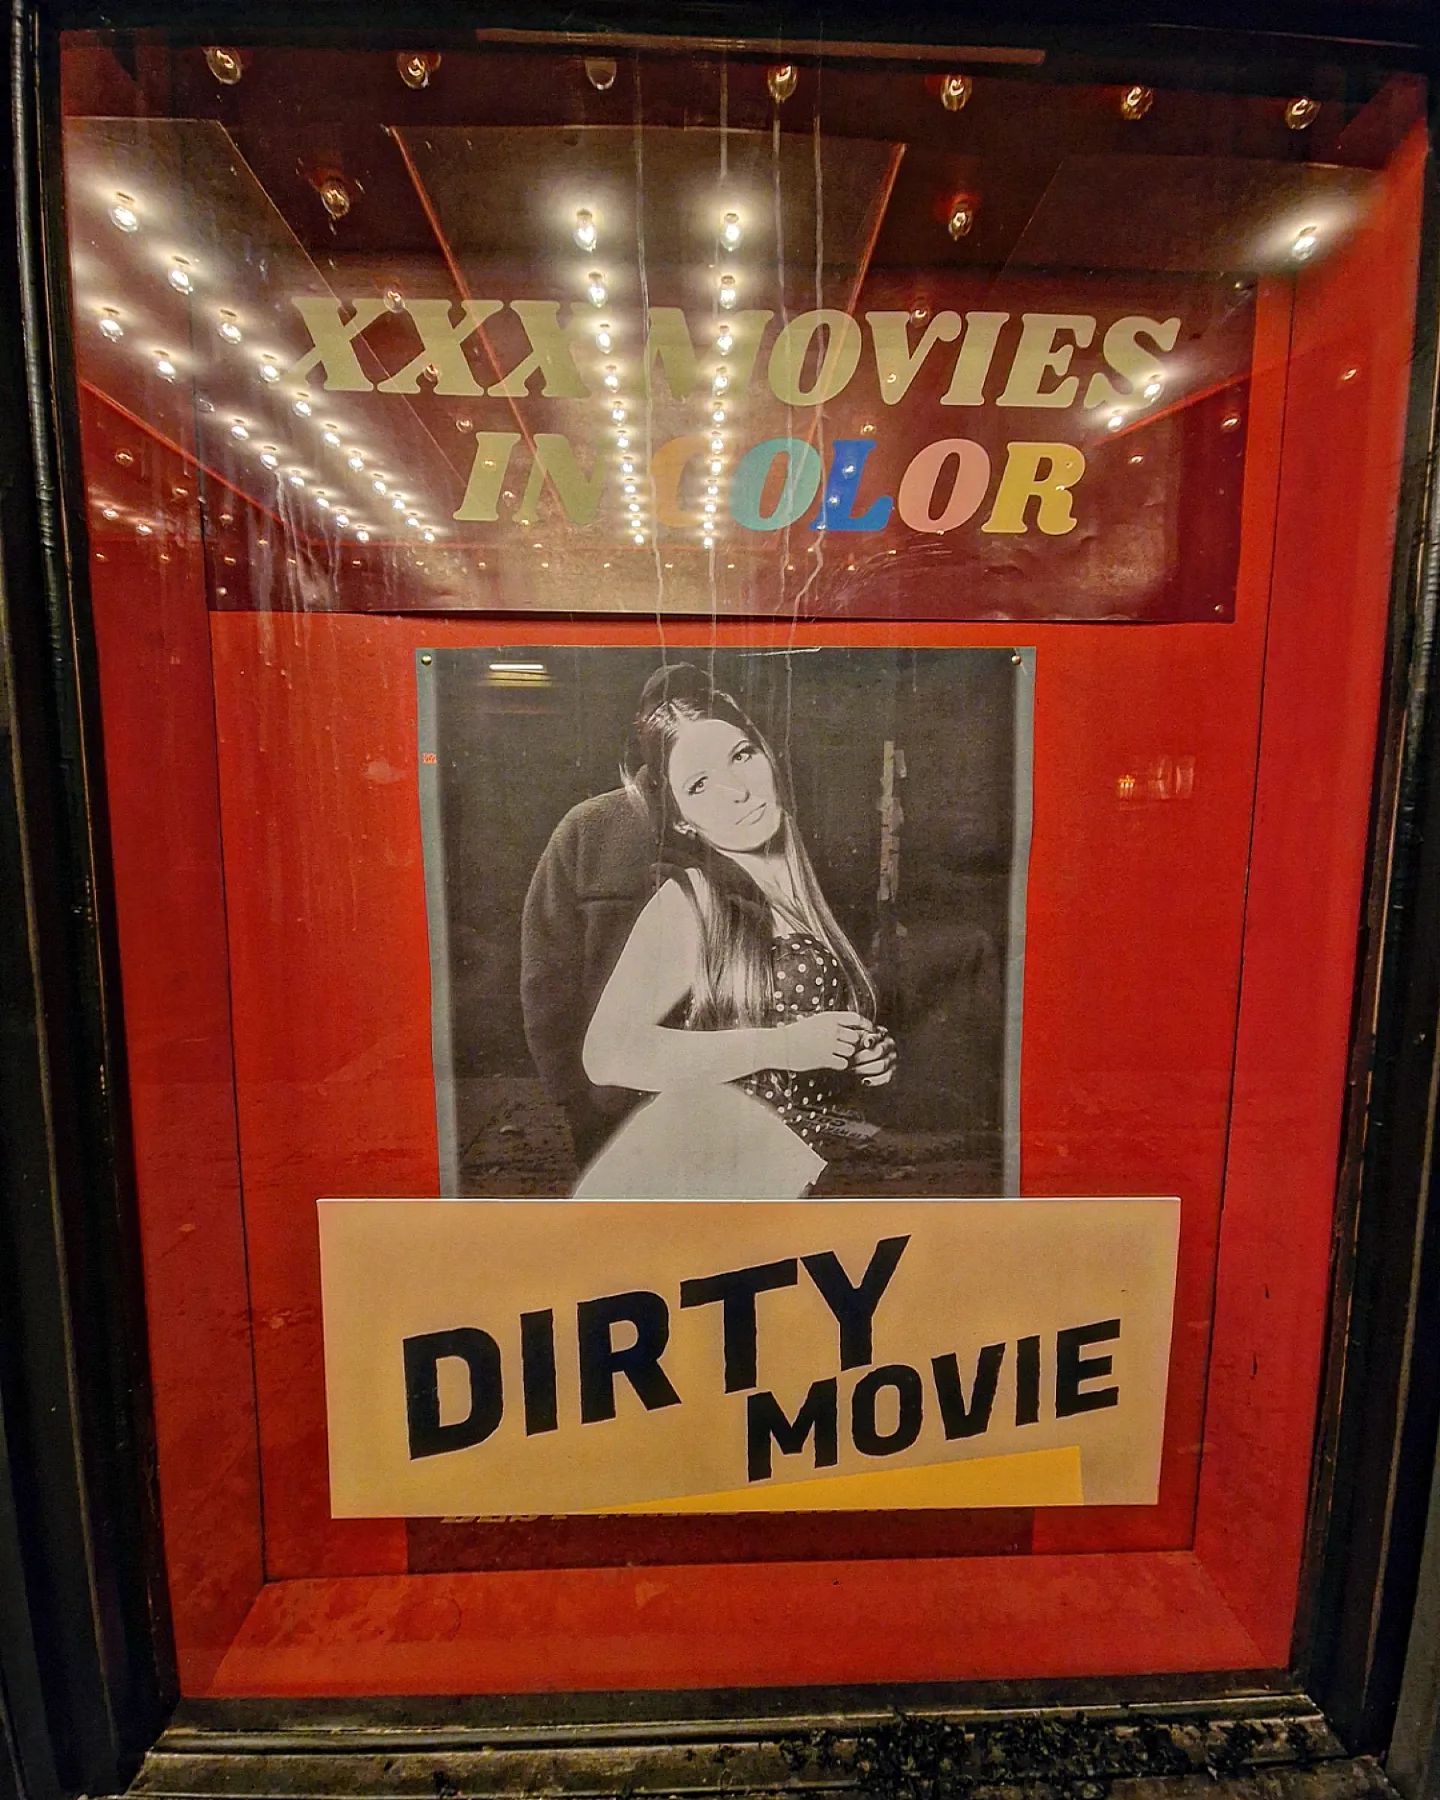 XXX MOVIES
IN COLOR
DIRTY
MOVIE